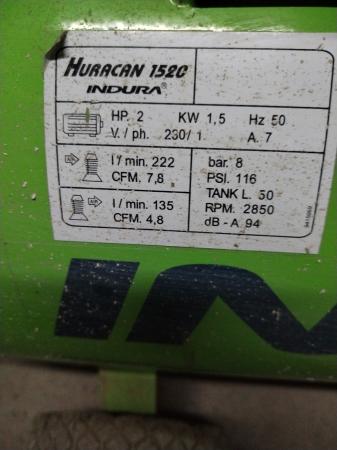 HURACAN 1520
INDURA®
HP. 2 KW 1,5 Hz 50
V. / ph. 230/ 1 A. 7
l / min. 222
CFM. 7,8
l / min. 135
CFM. 4,8
bar. 8
PSI. 116
TANK L. 50
RPM. 2850
dB - A. 94